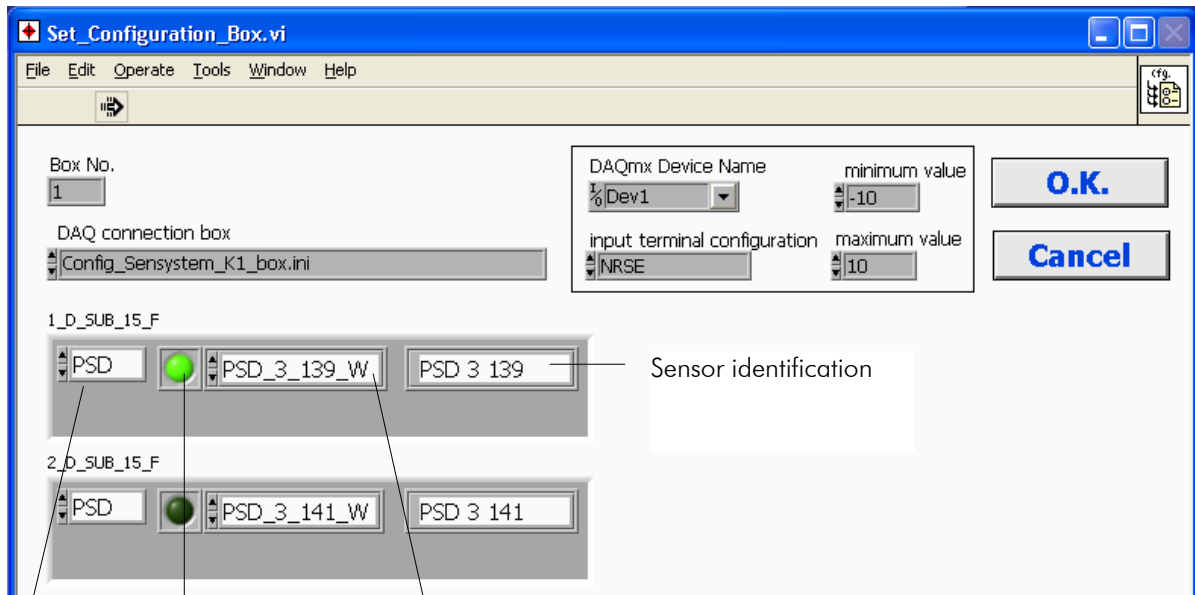 Set_Configuration_Box.vi
File Edit Operate Tools Window Help
cfg.
Box No.
1
DAQ connection box
Config_Sensystem_K1_box.ini
DAQmx Device Name
minimum value
I/0 Dev1
-10
input terminal configuration
maximum value
NRSE
10
O.K.
Cancel
1_D_SUB_15_F
PSD
PSD_3_139_W
PSD 3 139
Sensor identification
2_D_SUB_15_F
PSD
PSD_3_141_W
PSD 3 141